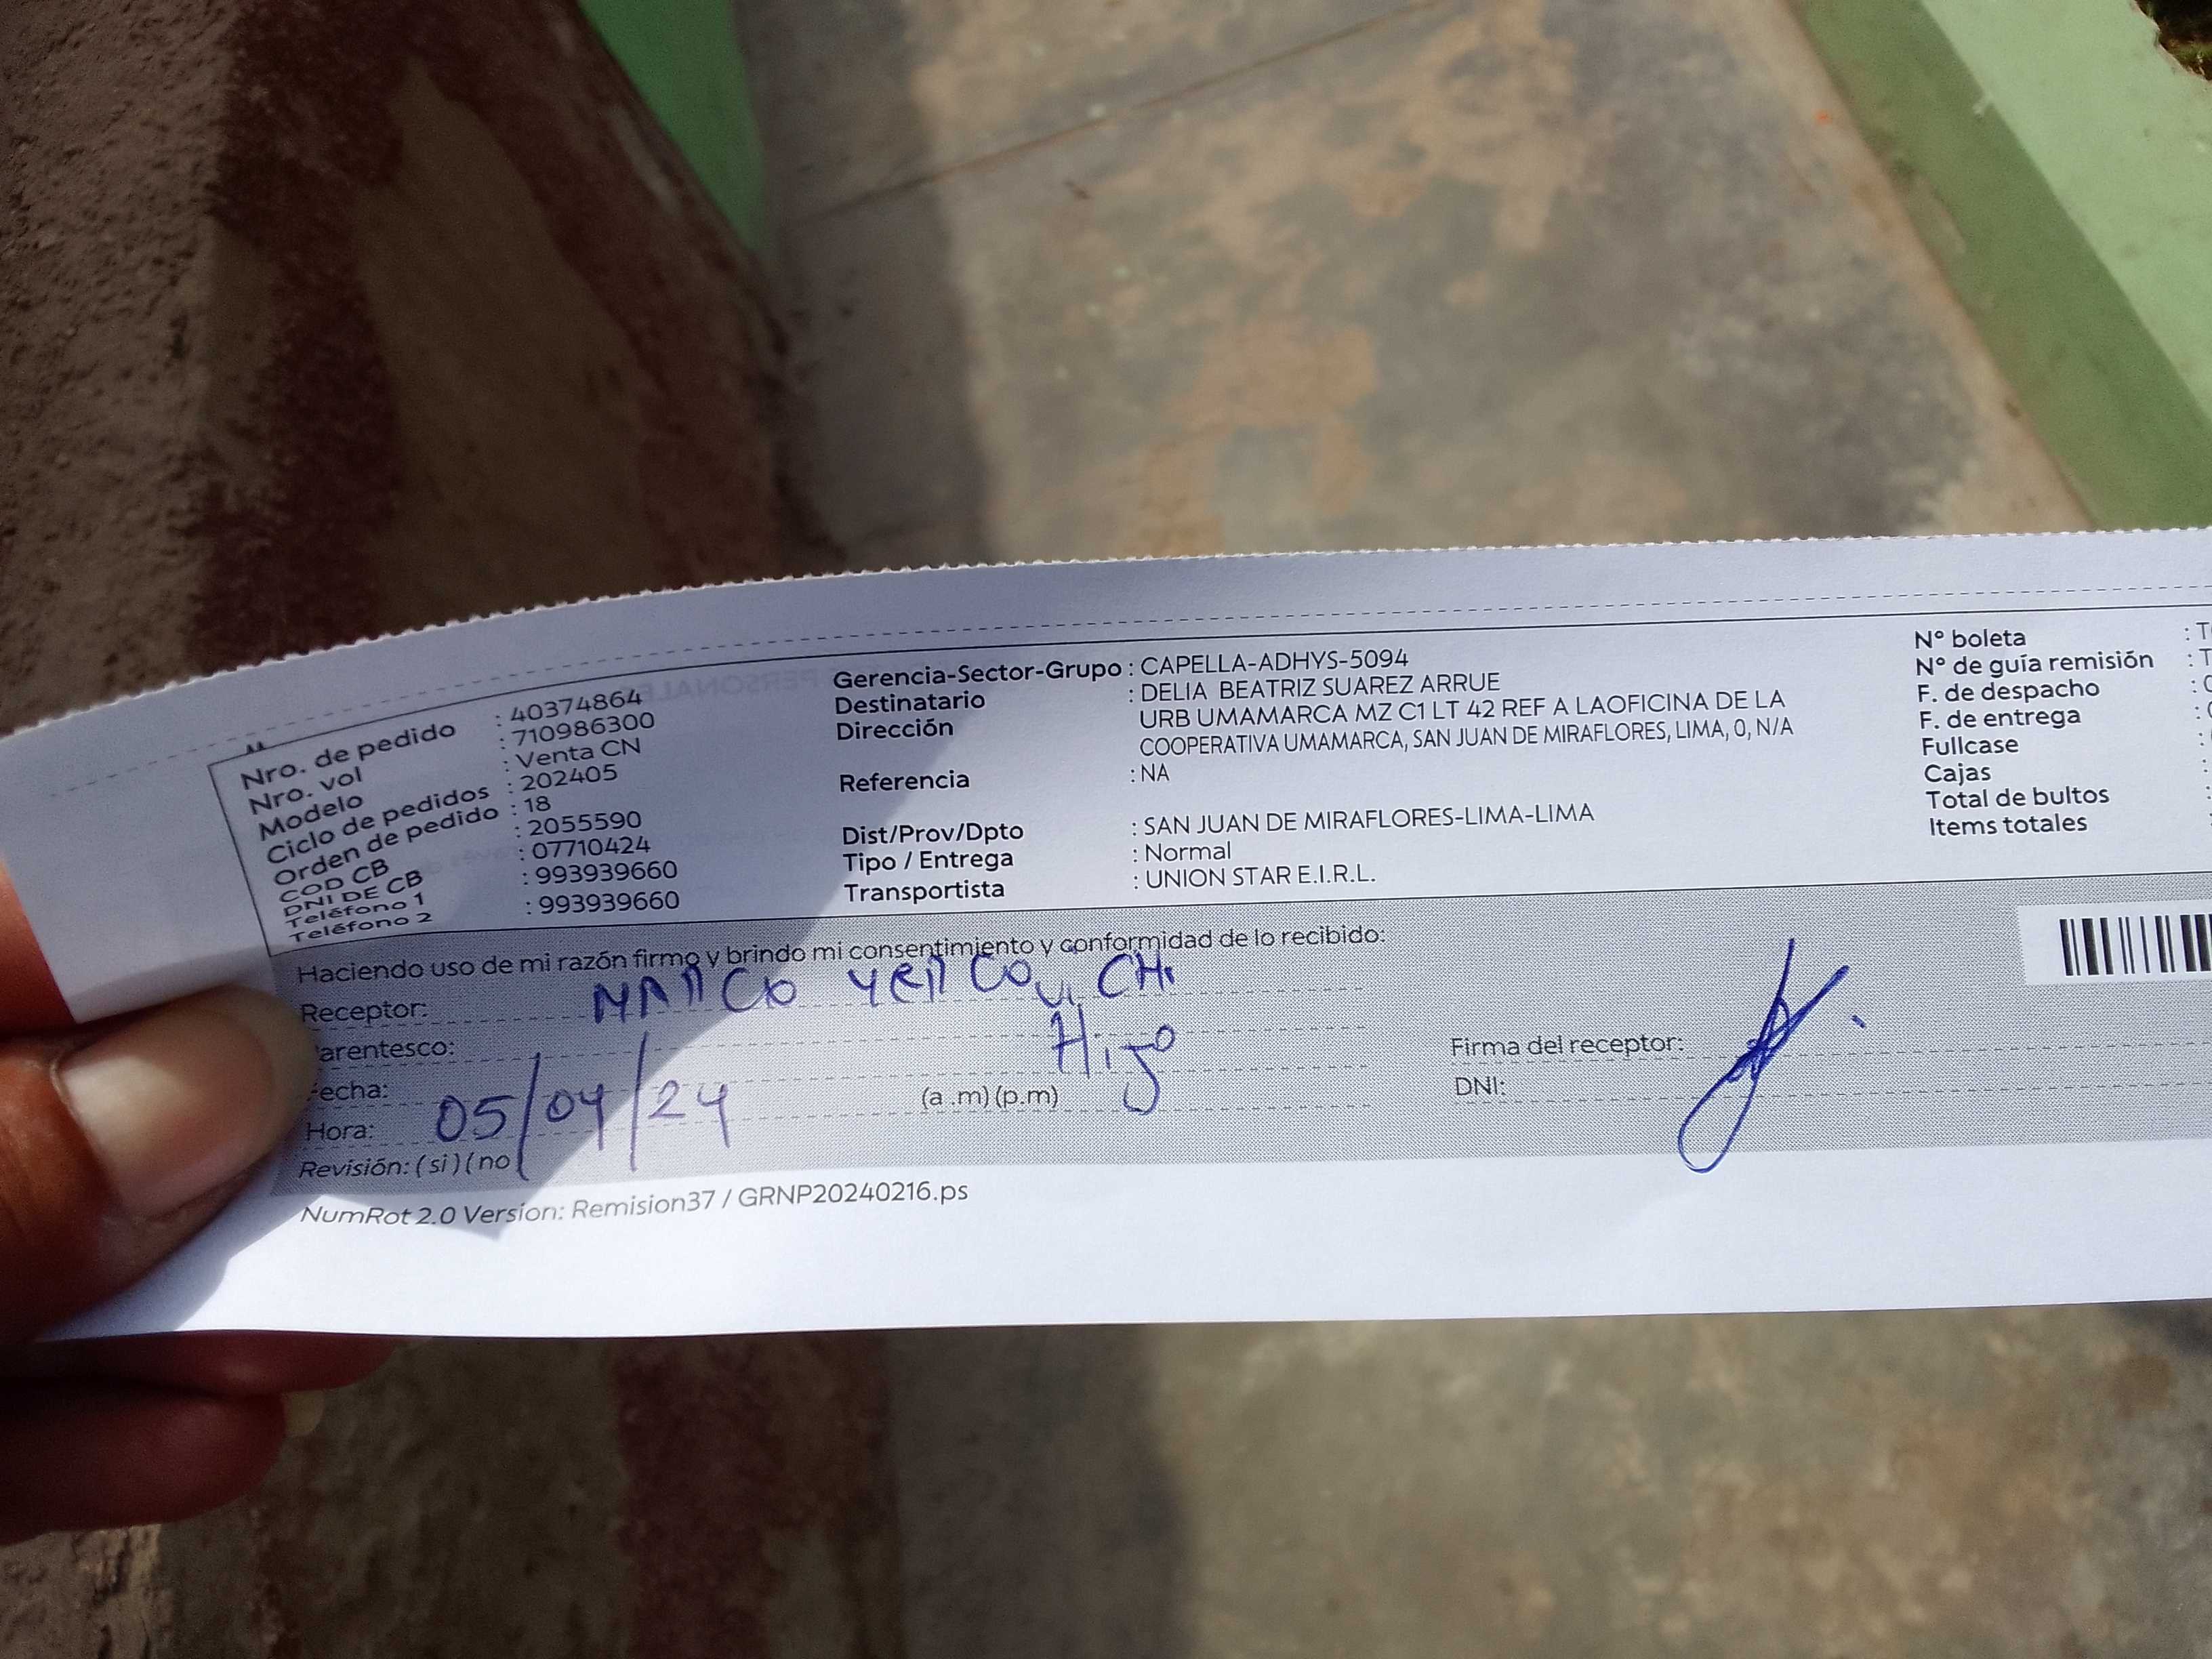 Nro. de pedido : 40374864
Nro. vol : 710986300
Modelo : Venta CN
Ciclo de pedidos : 202405
Orden de pedido : 18
COD CB : 2055590
DNI DE CB : 07710424
Teléfono 1 : 993939660
Teléfono 2 : 993939660
Gerencia-Sector-Grupo : CAPELLA-ADHYS-5094
Destinatario : DELIA BEATRIZ SUAREZ ARRUE
Dirección URB UMAMARCA MZ C1 LT 42 REF A LAOFICINA DE LA
COOPERATIVA UMAMARCA, SAN JUAN DE MIRAFLORES, LIMA, 0, N/A
Referencia : NA
Dist/Prov/Dpto : SAN JUAN DE MIRAFLORES-LIMA-LIMA
Tipo / Entrega : Normal
Transportista : UNION STAR E.I.R.L.
N° boleta : T
N° de guía remisión : T
F. de despacho :
F. de entrega :
Fullcase :
Cajas :
Total de bultos :
Items totales :
Haciendo uso de mi razón firmo y brindo mi consentimiento y conformidad de lo recibido:
Receptor:
arentesco: Hijo
echa: 05/04/24 (a .m) (p.m)
Hora:
Revisión: ( si ) ( no
Firma del receptor:
DNI:
NumRot 2.0 Version: Remision37 / GRNP20240216.ps